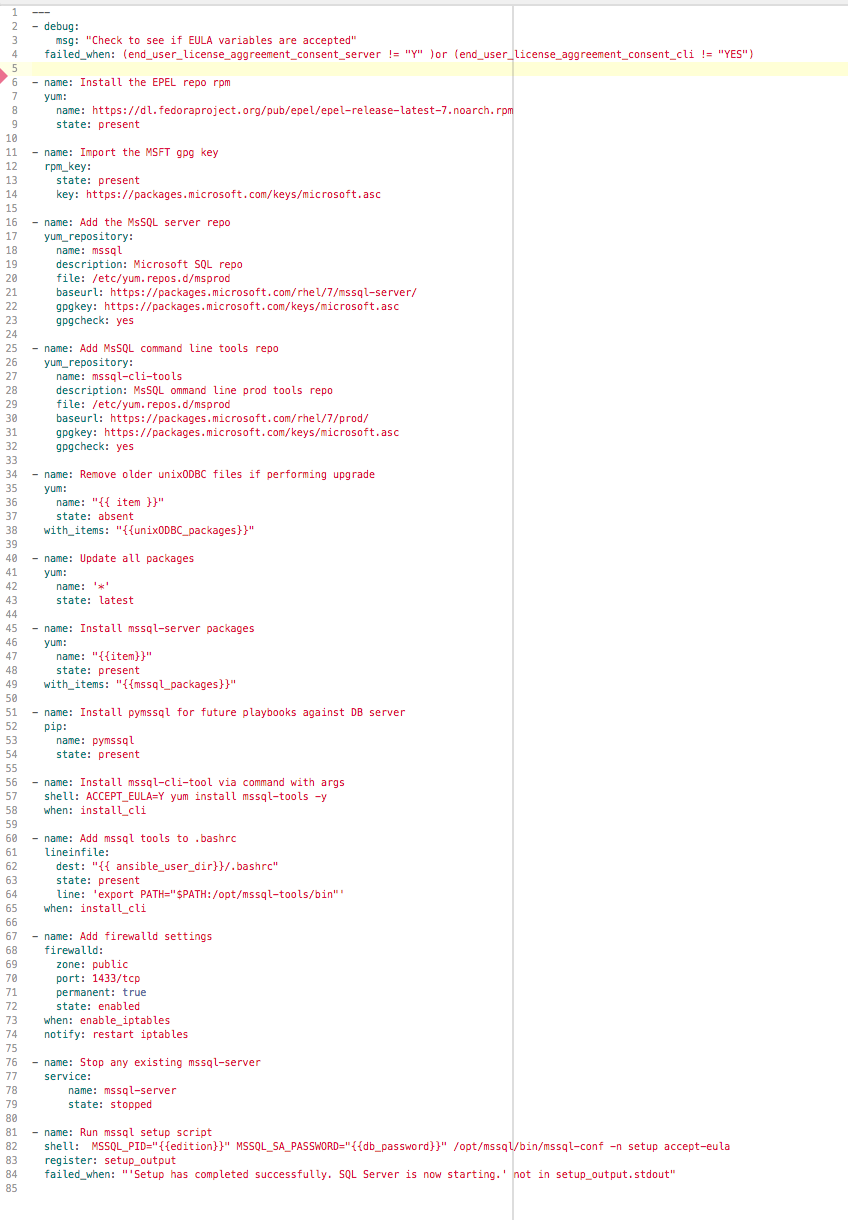 1 ---
2 - debug:
3     msg: "Check to see if EULA variables are accepted"
4   failed_when: (end_user_license_aggreement_consent_server != "Y" )or (end_user_license_aggreement_consent_cli != "YES")
5
6 - name: Install the EPEL repo rpm
7   yum:
8     name: https://dl.fedoraproject.org/pub/epel/epel-release-latest-7.noarch.rpm
9     state: present
10
11 - name: Import the MSFT gpg key
12   rpm_key:
13     state: present
14     key: https://packages.microsoft.com/keys/microsoft.asc
15
16 - name: Add the MsSQL server repo
17   yum_repository:
18     name: mssql
19     description: Microsoft SQL repo
20     file: /etc/yum.repos.d/msprod
21     baseurl: https://packages.microsoft.com/rhel/7/mssql-server/
22     gpgkey: https://packages.microsoft.com/keys/microsoft.asc
23     gpgcheck: yes
24
25 - name: Add MsSQL command line tools repo
26   yum_repository:
27     name: mssql-cli-tools
28     description: MsSQL ommand line prod tools repo
29     file: /etc/yum.repos.d/msprod
30     baseurl: https://packages.microsoft.com/rhel/7/prod/
31     gpgkey: https://packages.microsoft.com/keys/microsoft.asc
32     gpgcheck: yes
33
34 - name: Remove older unixODBC files if performing upgrade
35   yum:
36     name: "{{ item }}"
37     state: absent
38   with_items: "{{unixODBC_packages}}"
39
40 - name: Update all packages
41   yum:
42     name: '*'
43     state: latest
44
45 - name: Install mssql-server packages
46   yum:
47     name: "{{item}}"
48     state: present
49   with_items: "{{mssql_packages}}"
50
51 - name: Install pymssql for future playbooks against DB server
52   pip:
53     name: pymssql
54     state: present
55
56 - name: Install mssql-cli-tool via command with args
57   shell: ACCEPT_EULA=Y yum install mssql-tools -y
58   when: install_cli
59
60 - name: Add mssql tools to .bashrc
61   lineinfile:
62     dest: "{{ ansible_user_dir}}/.bashrc"
63     state: present
64     line: 'export PATH="$PATH:/opt/mssql-tools/bin"'
65   when: install_cli
66
67 - name: Add firewalld settings
68   firewalld:
69     zone: public
70     port: 1433/tcp
71     permanent: true
72     state: enabled
73   when: enable_iptables
74   notify: restart iptables
75
76 - name: Stop any existing mssql-server
77   service:
78       name: mssql-server
79       state: stopped
80
81 - name: Run mssql setup script
82   shell:  MSSQL_PID="{{edition}}" MSSQL_SA_PASSWORD="{{db_password}}" /opt/mssql/bin/mssql-conf -n setup accept-eula
83   register: setup_output
84   failed_when: "'Setup has completed successfully. SQL Server is now starting.' not in setup_output.stdout"
85